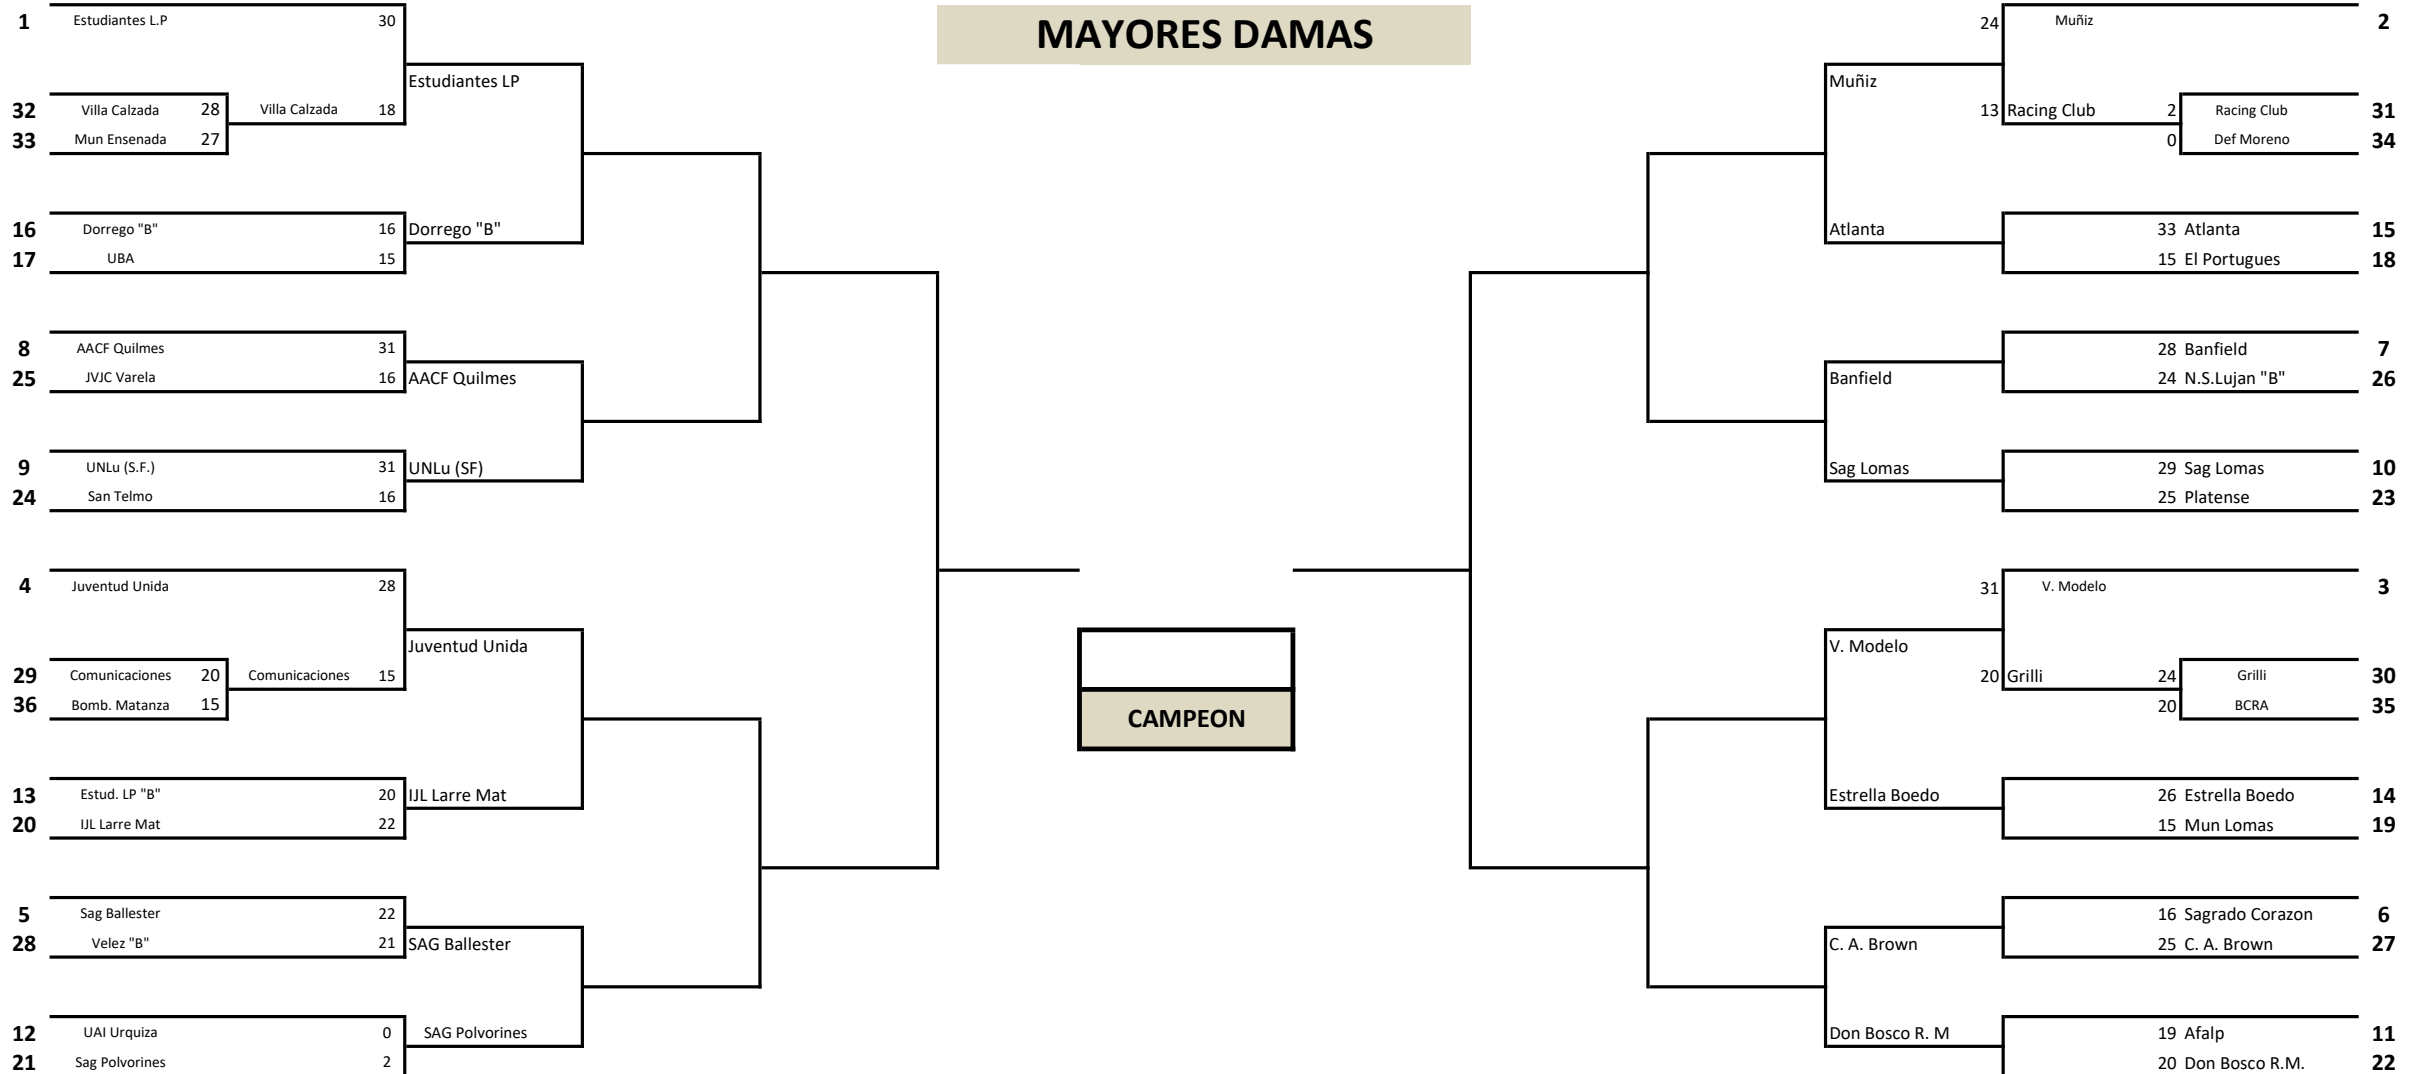 MAYORES DAMAS
1 Estudiantes L.P 30
Estudiantes LP
32 Villa Calzada 28 Villa Calzada 18
33 Mun Ensenada 27
16 Dorrego "B" 16 Dorrego "B"
17 UBA 15
8 AACF Quilmes 31
25 JVJC Varela 16 AACF Quilmes
9 UNLu (S.F.) 31 UNLu (SF)
24 San Telmo 16
4 Juventud Unida 28
Juventud Unida
29 Comunicaciones 20 Comunicaciones 15
36 Bomb. Matanza 15
13 Estud. LP "B" 20 IJL Larre Mat
20 IJL Larre Mat 22
5 Sag Ballester 22
28 Velez "B" 21 SAG Ballester
12 UAI Urquiza 0 SAG Polvorines
21 Sag Polvorines 2
CAMPEON
24 Muñiz 2
Muñiz
13 Racing Club 2 Racing Club 31
0 Def Moreno 34
Atlanta 33 Atlanta 15
15 El Portugues 18
28 Banfield 7
Banfield 24 N.S.Lujan "B" 26
Sag Lomas 29 Sag Lomas 10
25 Platense 23
31 V. Modelo 3
V. Modelo
20 Grilli 24 Grilli 30
20 BCRA 35
Estrella Boedo 26 Estrella Boedo 14
15 Mun Lomas 19
16 Sagrado Corazon 6
C. A. Brown 25 C. A. Brown 27
Don Bosco R. M 19 Afalp 11
20 Don Bosco R.M. 22